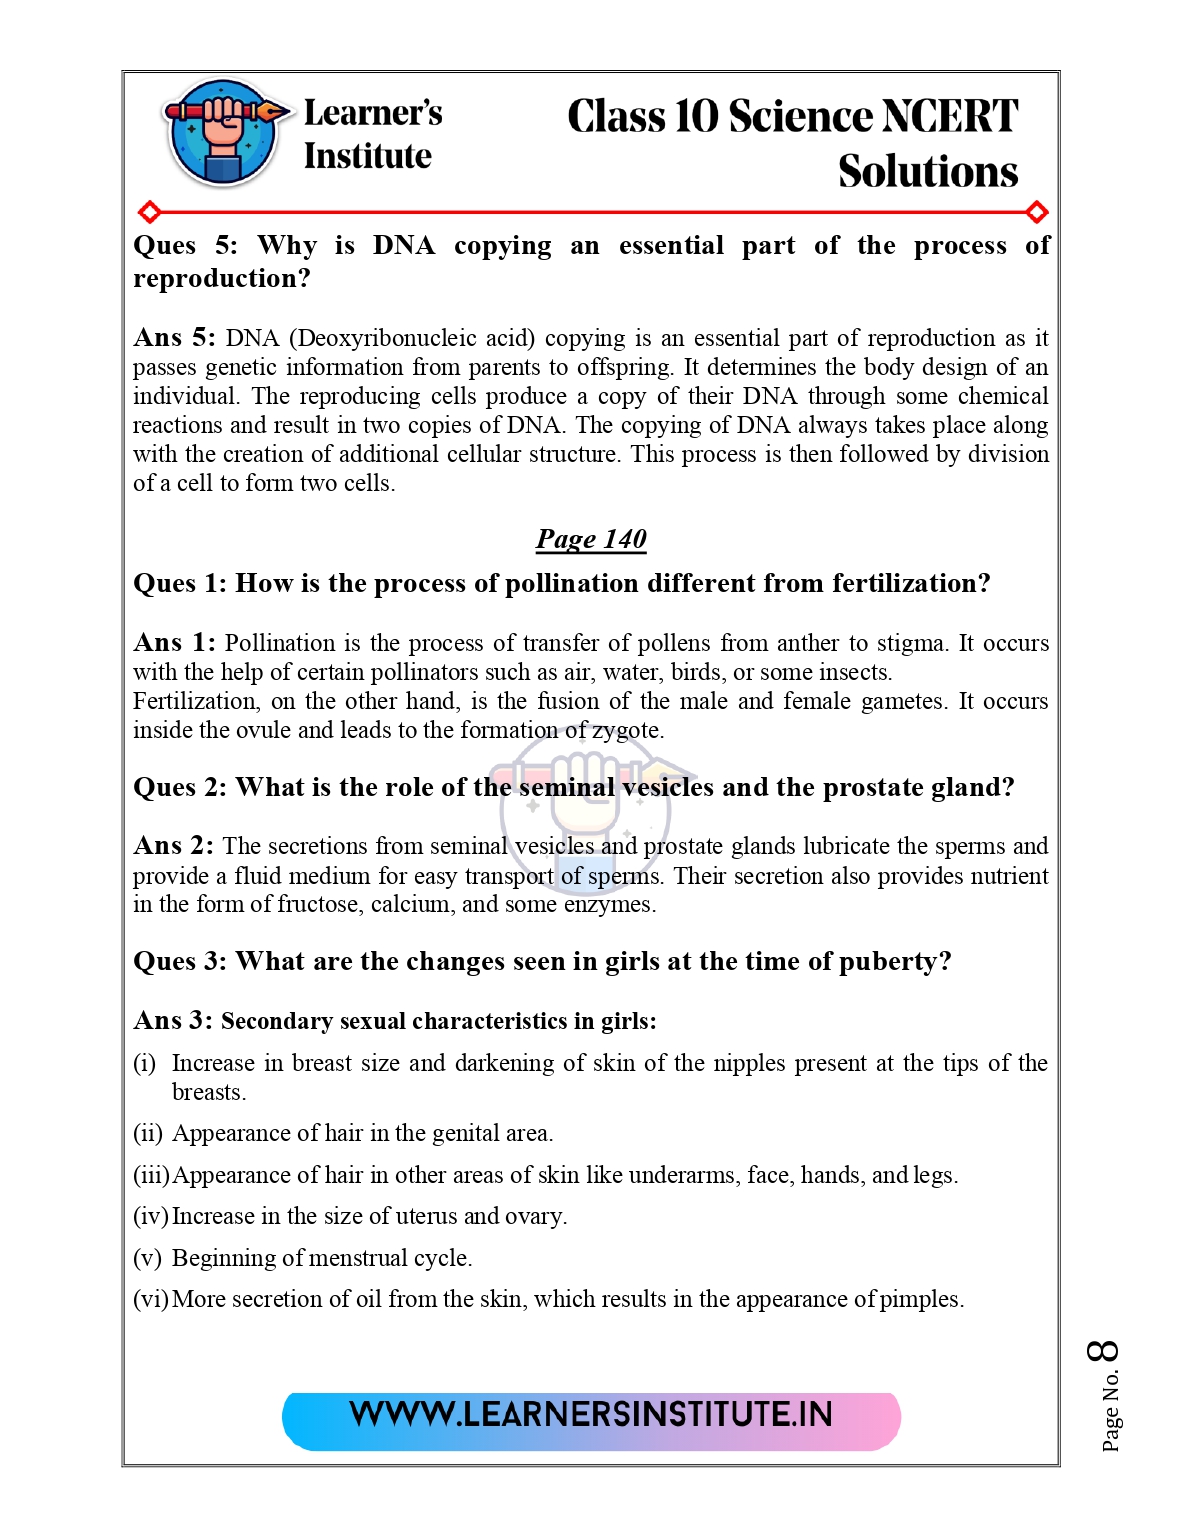 Learner's
Institute
Class 10 Science NCERT
Solutions
Ques 5: Why is DNA copying an essential part of the process of
reproduction?
Ans 5: DNA (Deoxyribonucleic acid) copying is an essential part of reproduction as it
passes genetic information from parents to offspring. It determines the body design of an
individual. The reproducing cells produce a copy of their DNA through some chemical
reactions and result in two copies of DNA. The copying of DNA always takes place along
with the creation of additional cellular structure. This process is then followed by division
of a cell to form two cells.
Page 140
Ques 1: How is the process of pollination different from fertilization?
Ans 1: Pollination is the process of transfer of pollens from anther to stigma. It occurs
with the help of certain pollinators such as air, water, birds, or some insects.
Fertilization, on the other hand, is the fusion of the male and female gametes. It occurs
inside the ovule and leads to the formation of zygote.
Ques 2: What is the role of the seminal vesicles and the prostate gland?
Ans 2: The secretions from seminal vesicles and prostate glands lubricate the sperms and
provide a fluid medium for easy transport of sperms. Their secretion also provides nutrient
in the form of fructose, calcium, and some enzymes.
Ques 3: What are the changes seen in girls at the time of puberty?
Ans 3: Secondary sexual characteristics in girls:
(i) Increase in breast size and darkening of skin of the nipples present at the tips of the
breasts.
(ii) Appearance of hair in the genital area.
(iii) Appearance of hair in other areas of skin like underarms, face, hands, and legs.
(iv) Increase in the size of uterus and ovary.
(v) Beginning of menstrual cycle.
(vi) More secretion of oil from the skin, which results in the appearance of pimples.
Page No. 8
WWW.LEARNERSINSTITUTE.IN